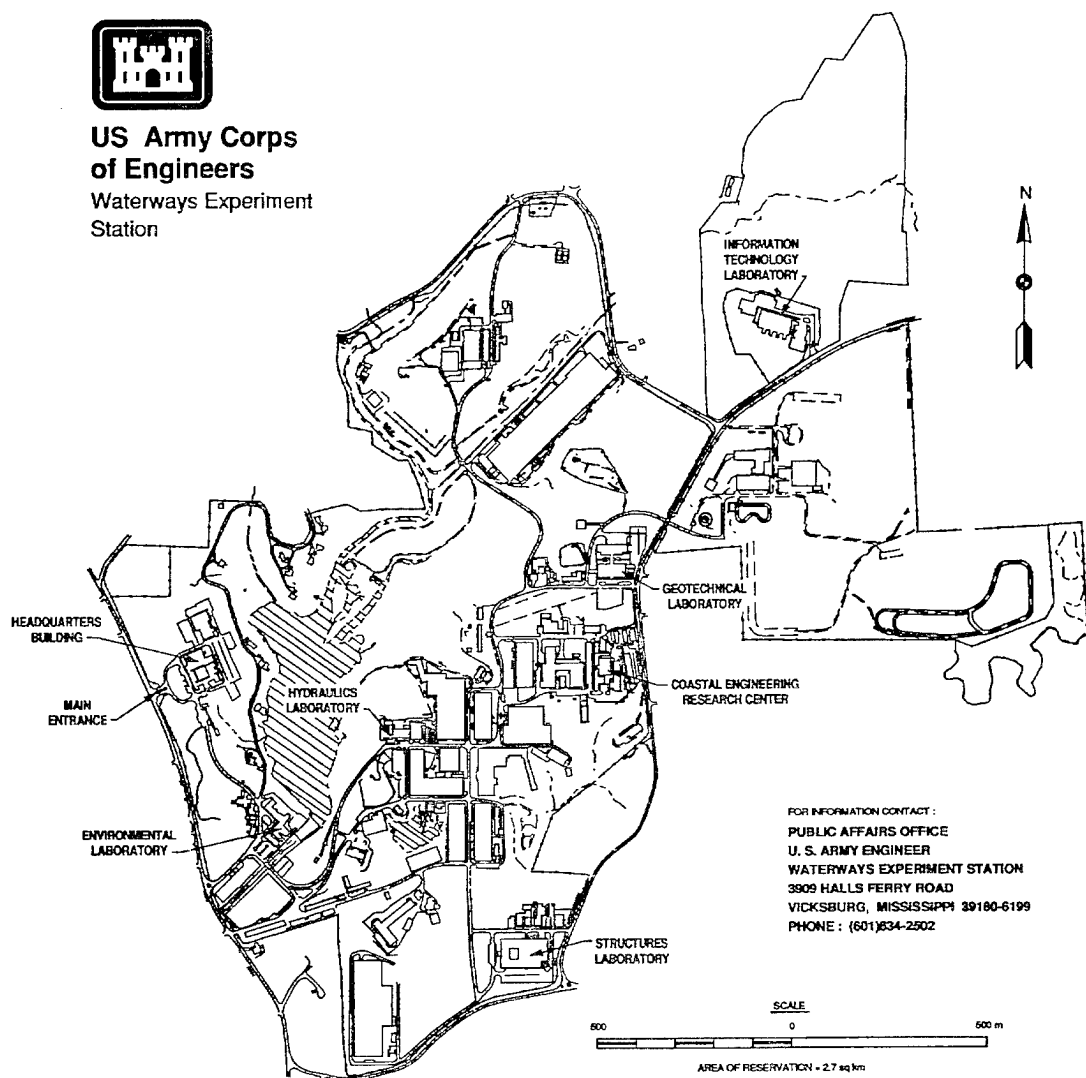 US Army Corps
of Engineers
Waterways Experiment
Station
N
INFORMATION
TECHNOLOGY
LABORATORY
GEOTECHNICAL
LABORATORY
HEADQUARTERS
BUILDING
MAIN
ENTRANCE
HYDRAULICS
LABORATORY
COASTAL ENGINEERING
RESEARCH CENTER
ENVIRONMENTAL
LABORATORY
STRUCTURES
LABORATORY
FOR INFORMATION CONTACT :
PUBLIC AFFAIRS OFFICE
U. S. ARMY ENGINEER
WATERWAYS EXPERIMENT STATION
3909 HALLS FERRY ROAD
VICKSBURG, MISSISSIPPI 39180-6199
PHONE : (601)634-2502
SCALE
500 0 500 m
AREA OF RESERVATION = 2.7 sq km